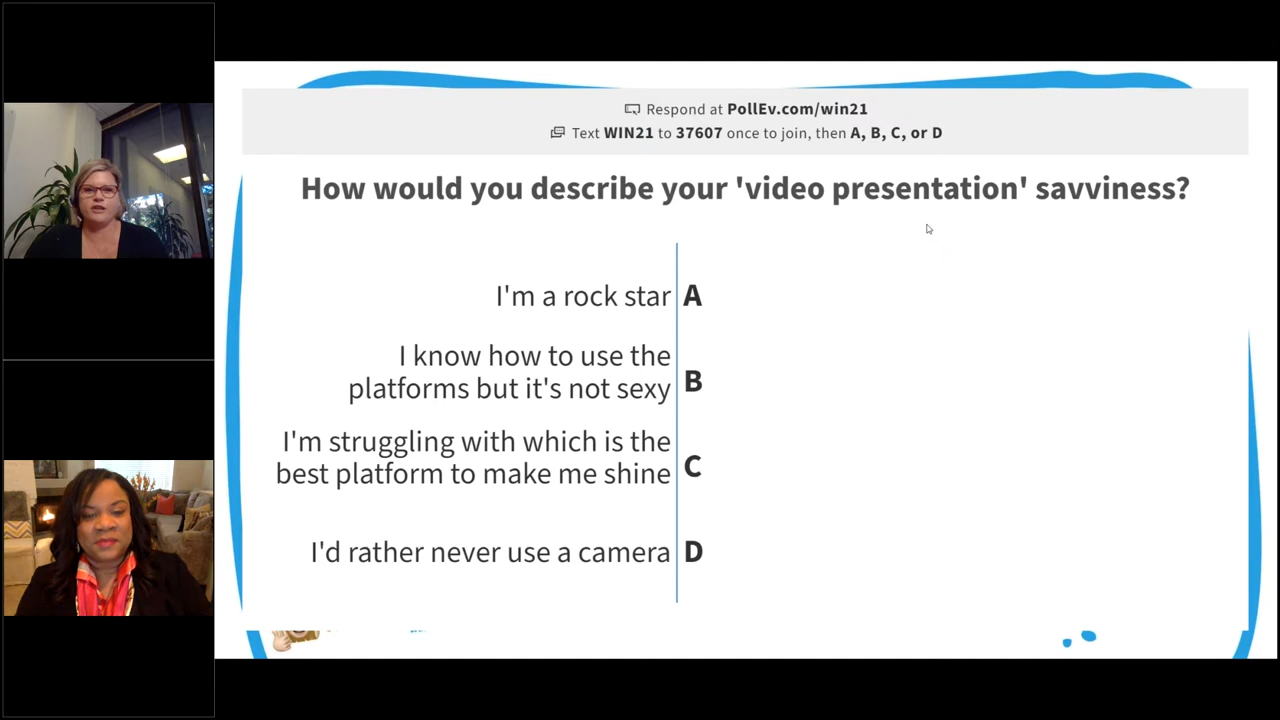 Respond at PollEv.com/win21
Text WIN21 to 37607 once to join, then A, B, C, or D
How would you describe your 'video presentation' savviness?
I'm a rock star A
I know how to use the
platforms but it's not sexy B
I'm struggling with which is the
best platform to make me shine C
I'd rather never use a camera D